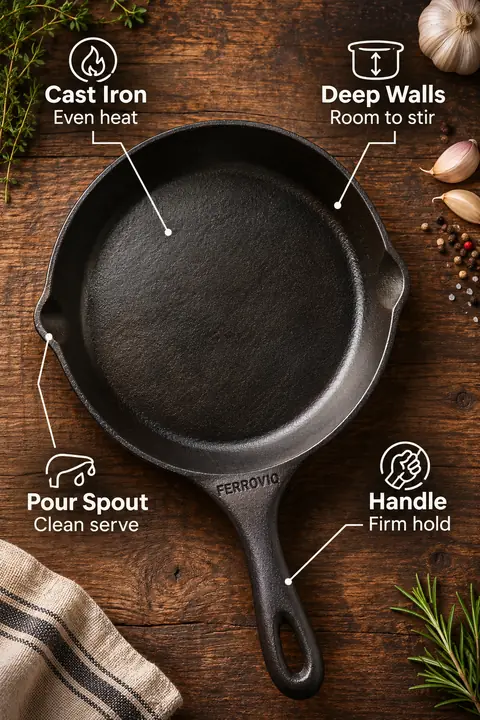 Cast Iron
Even heat
Deep Walls
Room to stir
Pour Spout
Clean serve
FERROVIQ
Handle
Firm hold